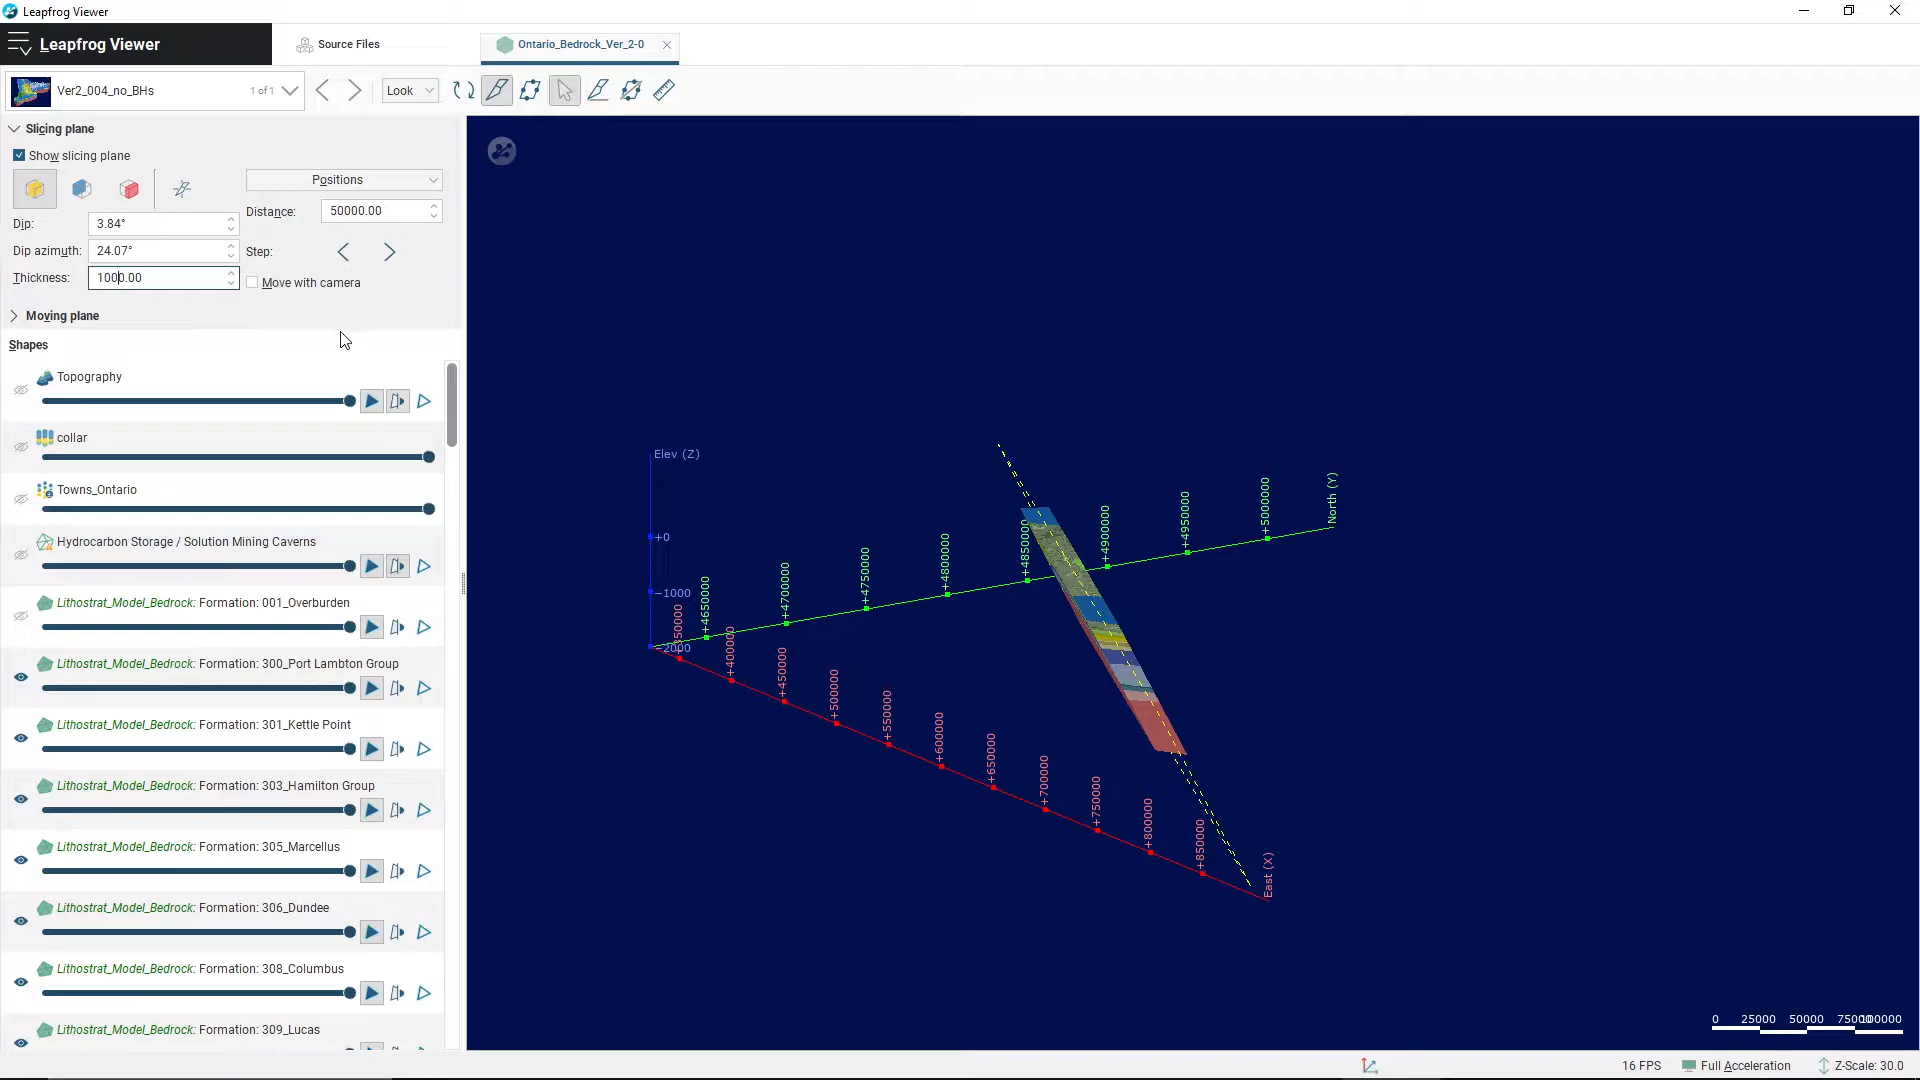 Leapfrog Viewer
Leapfrog Viewer
Source Files
Ontario_Bedrock_Ver_2-0
Ver2_004_no_BHs
1 of 1
Look
Slicing plane
Show slicing plane
Positions
Dip:
3.84°
Distance:
50000.00
Dip azimuth:
24.07°
Step:
Thickness:
1000.00
Move with camera
Moving plane
Shapes
Topography
collar
Towns_Ontario
Hydrocarbon Storage / Solution Mining Caverns
Lithostrat_Model_Bedrock: Formation: 001_Overburden
Lithostrat_Model_Bedrock: Formation: 300_Port Lambton Group
Lithostrat_Model_Bedrock: Formation: 301_Kettle Point
Lithostrat_Model_Bedrock: Formation: 303_Hamilton Group
Lithostrat_Model_Bedrock: Formation: 305_Marcellus
Lithostrat_Model_Bedrock: Formation: 306_Dundee
Lithostrat_Model_Bedrock: Formation: 308_Columbus
Lithostrat_Model_Bedrock: Formation: 309_Lucas
Elev (Z)
+0
-1000
-2000
+4650000
+4700000
+4750000
+4800000
+4850000
+4900000
+4950000
+5000000
North (Y)
+400000
+450000
+500000
+550000
+600000
+650000
+700000
+750000
+800000
+850000
East (X)
0
25000
50000
75000
100000
16 FPS
Full Acceleration
Z-Scale: 30.0